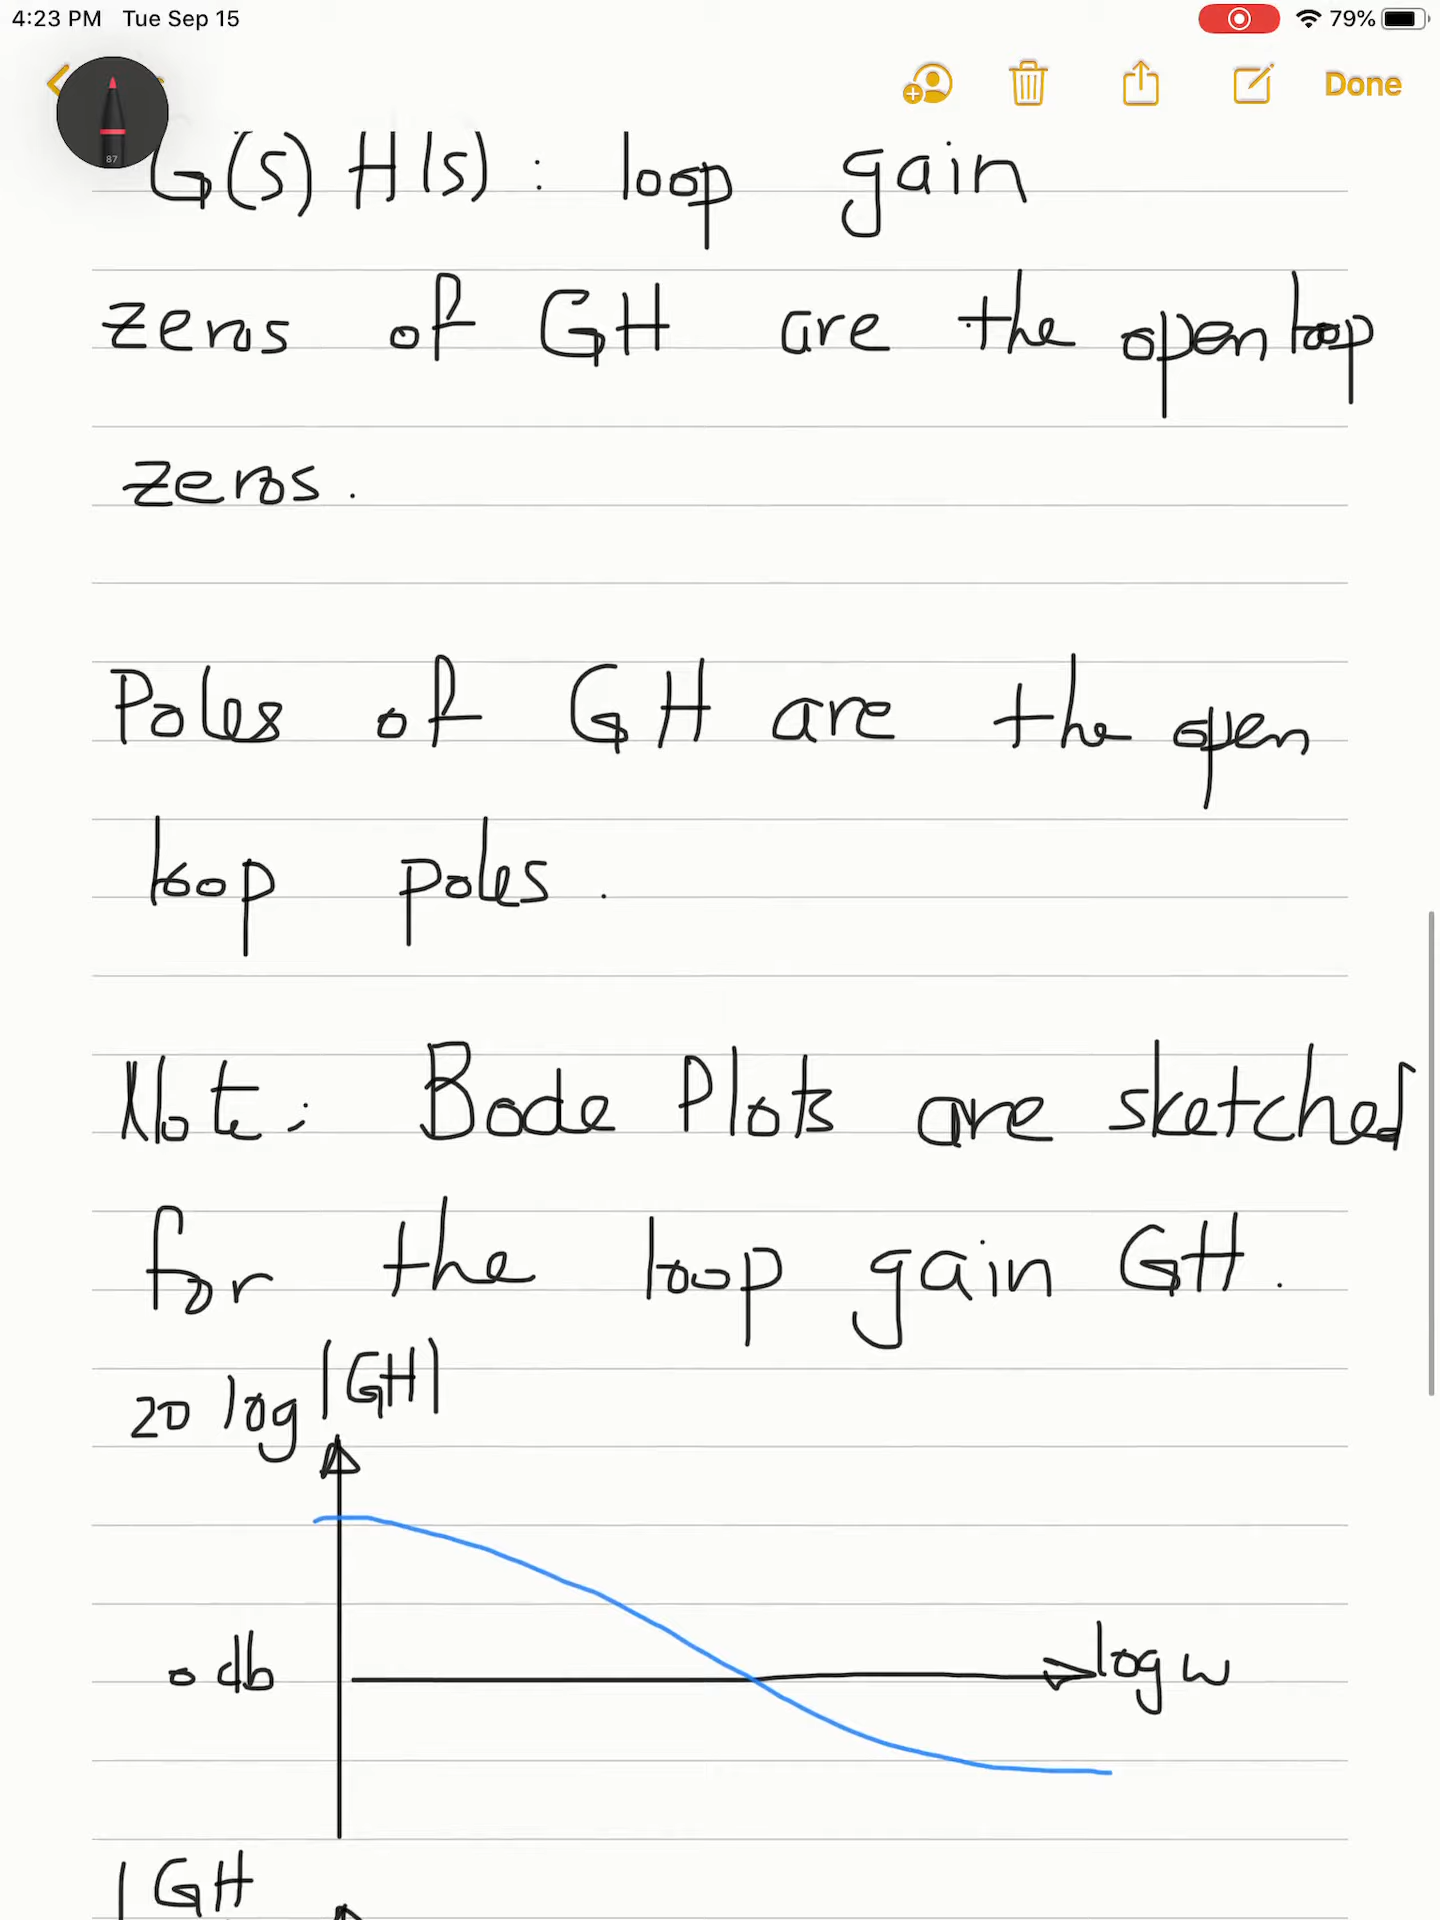 4:23 PM Tue Sep 15
79%
Done
87
G(s) H(s) : loop gain
zeros of GH are the open loop
zeros.
Poles of GH are the open
loop poles.
Note: Bode Plots are sketched
for the loop gain GH.
20 log |GH|
0 db
log w
GH